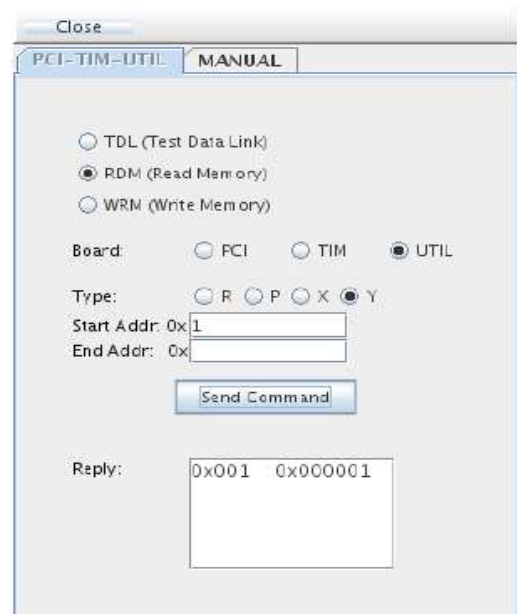 Close
PCI-TIM-UTIL MANUAL
TDL (Test Data Link)
RDM (Read Memory)
WRM (Write Memory)
Board: PCI TIM UTIL
Type: R P X Y
Start Addr: 0x 1
End Addr: 0x
Send Command
Reply: 0x001 0x000001